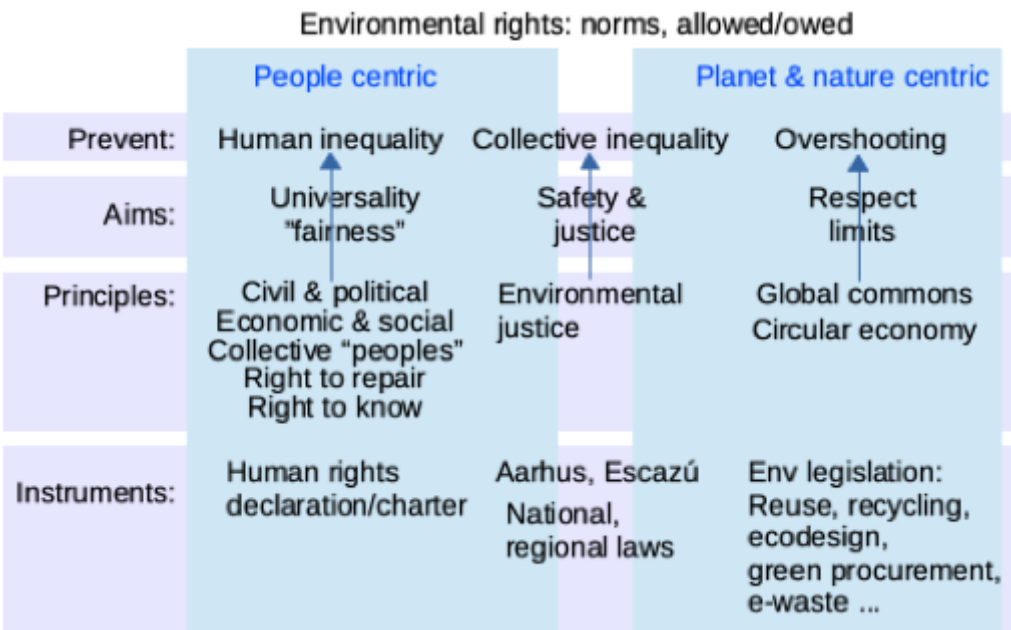 Environmental rights: norms, allowed/owed
People centric
Planet & nature centric
Prevent:
Human inequality
Collective inequality
Overshooting
Aims:
Universality
"fairness"
Safety &
justice
Respect
limits
Principles:
Civil & political
Economic & social
Collective “peoples”
Right to repair
Right to know
Environmental
justice
Global commons
Circular economy
Instruments:
Human rights
declaration/charter
Aarhus, Escazú
National,
regional laws
Env legislation:
Reuse, recycling,
ecodesign,
green procurement,
e-waste ...